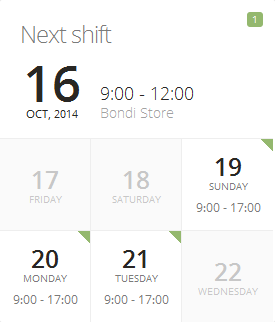 Next shift
1
16
OCT, 2014
9:00 - 12:00
Bondi Store
17
FRIDAY
18
SATURDAY
19
SUNDAY
9:00 - 17:00
20
MONDAY
9:00 - 17:00
21
TUESDAY
9:00 - 17:00
22
WEDNESDAY